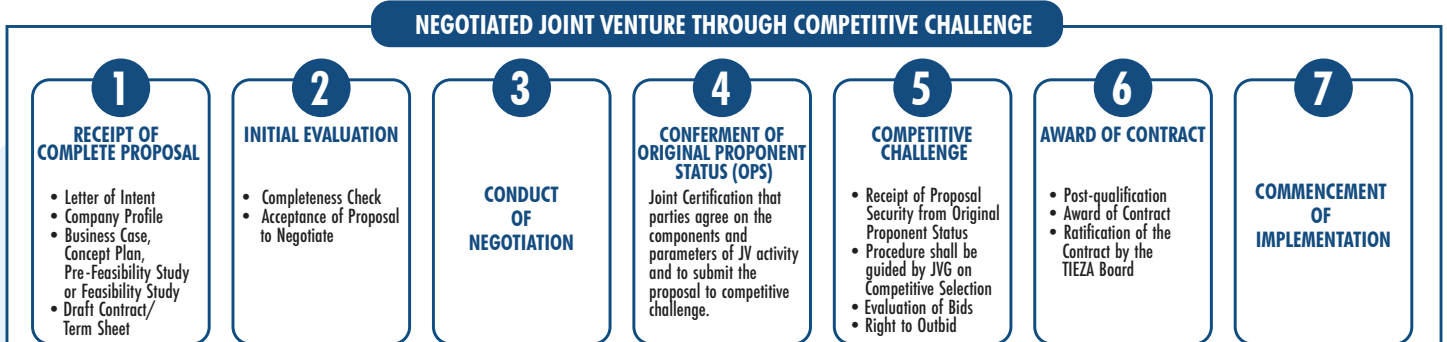 NEGOTIATED JOINT VENTURE THROUGH COMPETITIVE CHALLENGE
1
RECEIPT OF
COMPLETE PROPOSAL
• Letter of Intent
• Company Profile
• Business Case,
Concept Plan,
Pre-Feasibility Study
or Feasibility Study
• Draft Contract/
Term Sheet
2
INITIAL EVALUATION
• Completeness Check
• Acceptance of Proposal
to Negotiate
3
CONDUCT
OF
NEGOTIATION
4
CONFERMENT OF
ORIGINAL PROPONENT
STATUS (OPS)
Joint Certification that
parties agree on the
components and
parameters of JV activity
and to submit the
proposal to competitive
challenge.
5
COMPETITIVE
CHALLENGE
• Receipt of Proposal
Security from Original
Proponent Status
• Procedure shall be
guided by JVG on
Competitive Selection
• Evaluation of Bids
• Right to Outbid
6
AWARD OF CONTRACT
• Post-qualification
• Award of Contract
• Ratification of the
Contract by the
TIEZA Board
7
COMMENCEMENT
OF
IMPLEMENTATION